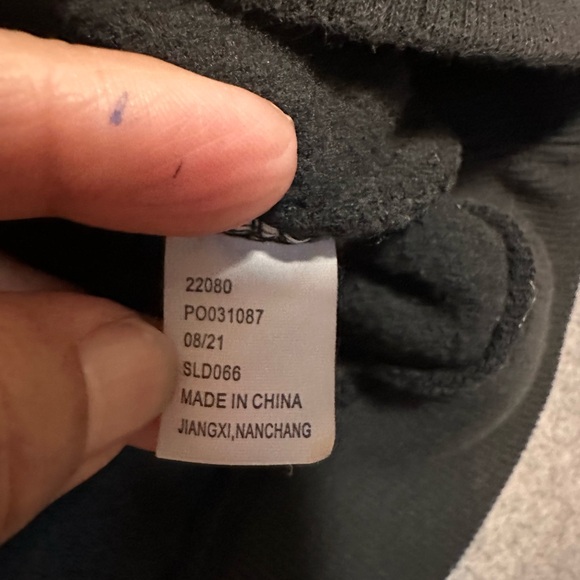 22080
PO031087
08/21
SLD066
MADE IN CHINA
JIANGXI,NANCHANG